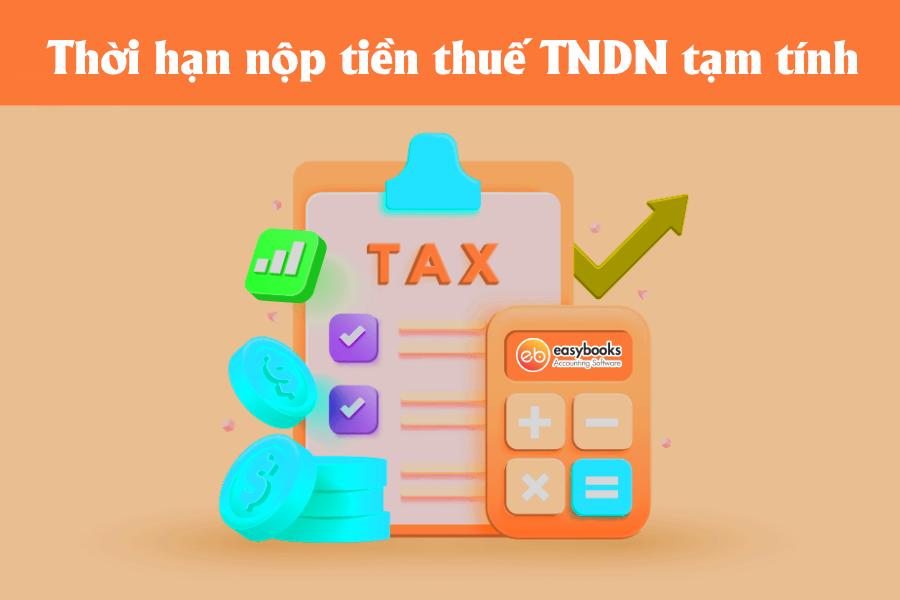 Thời hạn nộp tiền thuế TNDN tạm tính
TAX
eb easybooks
Accounting Software